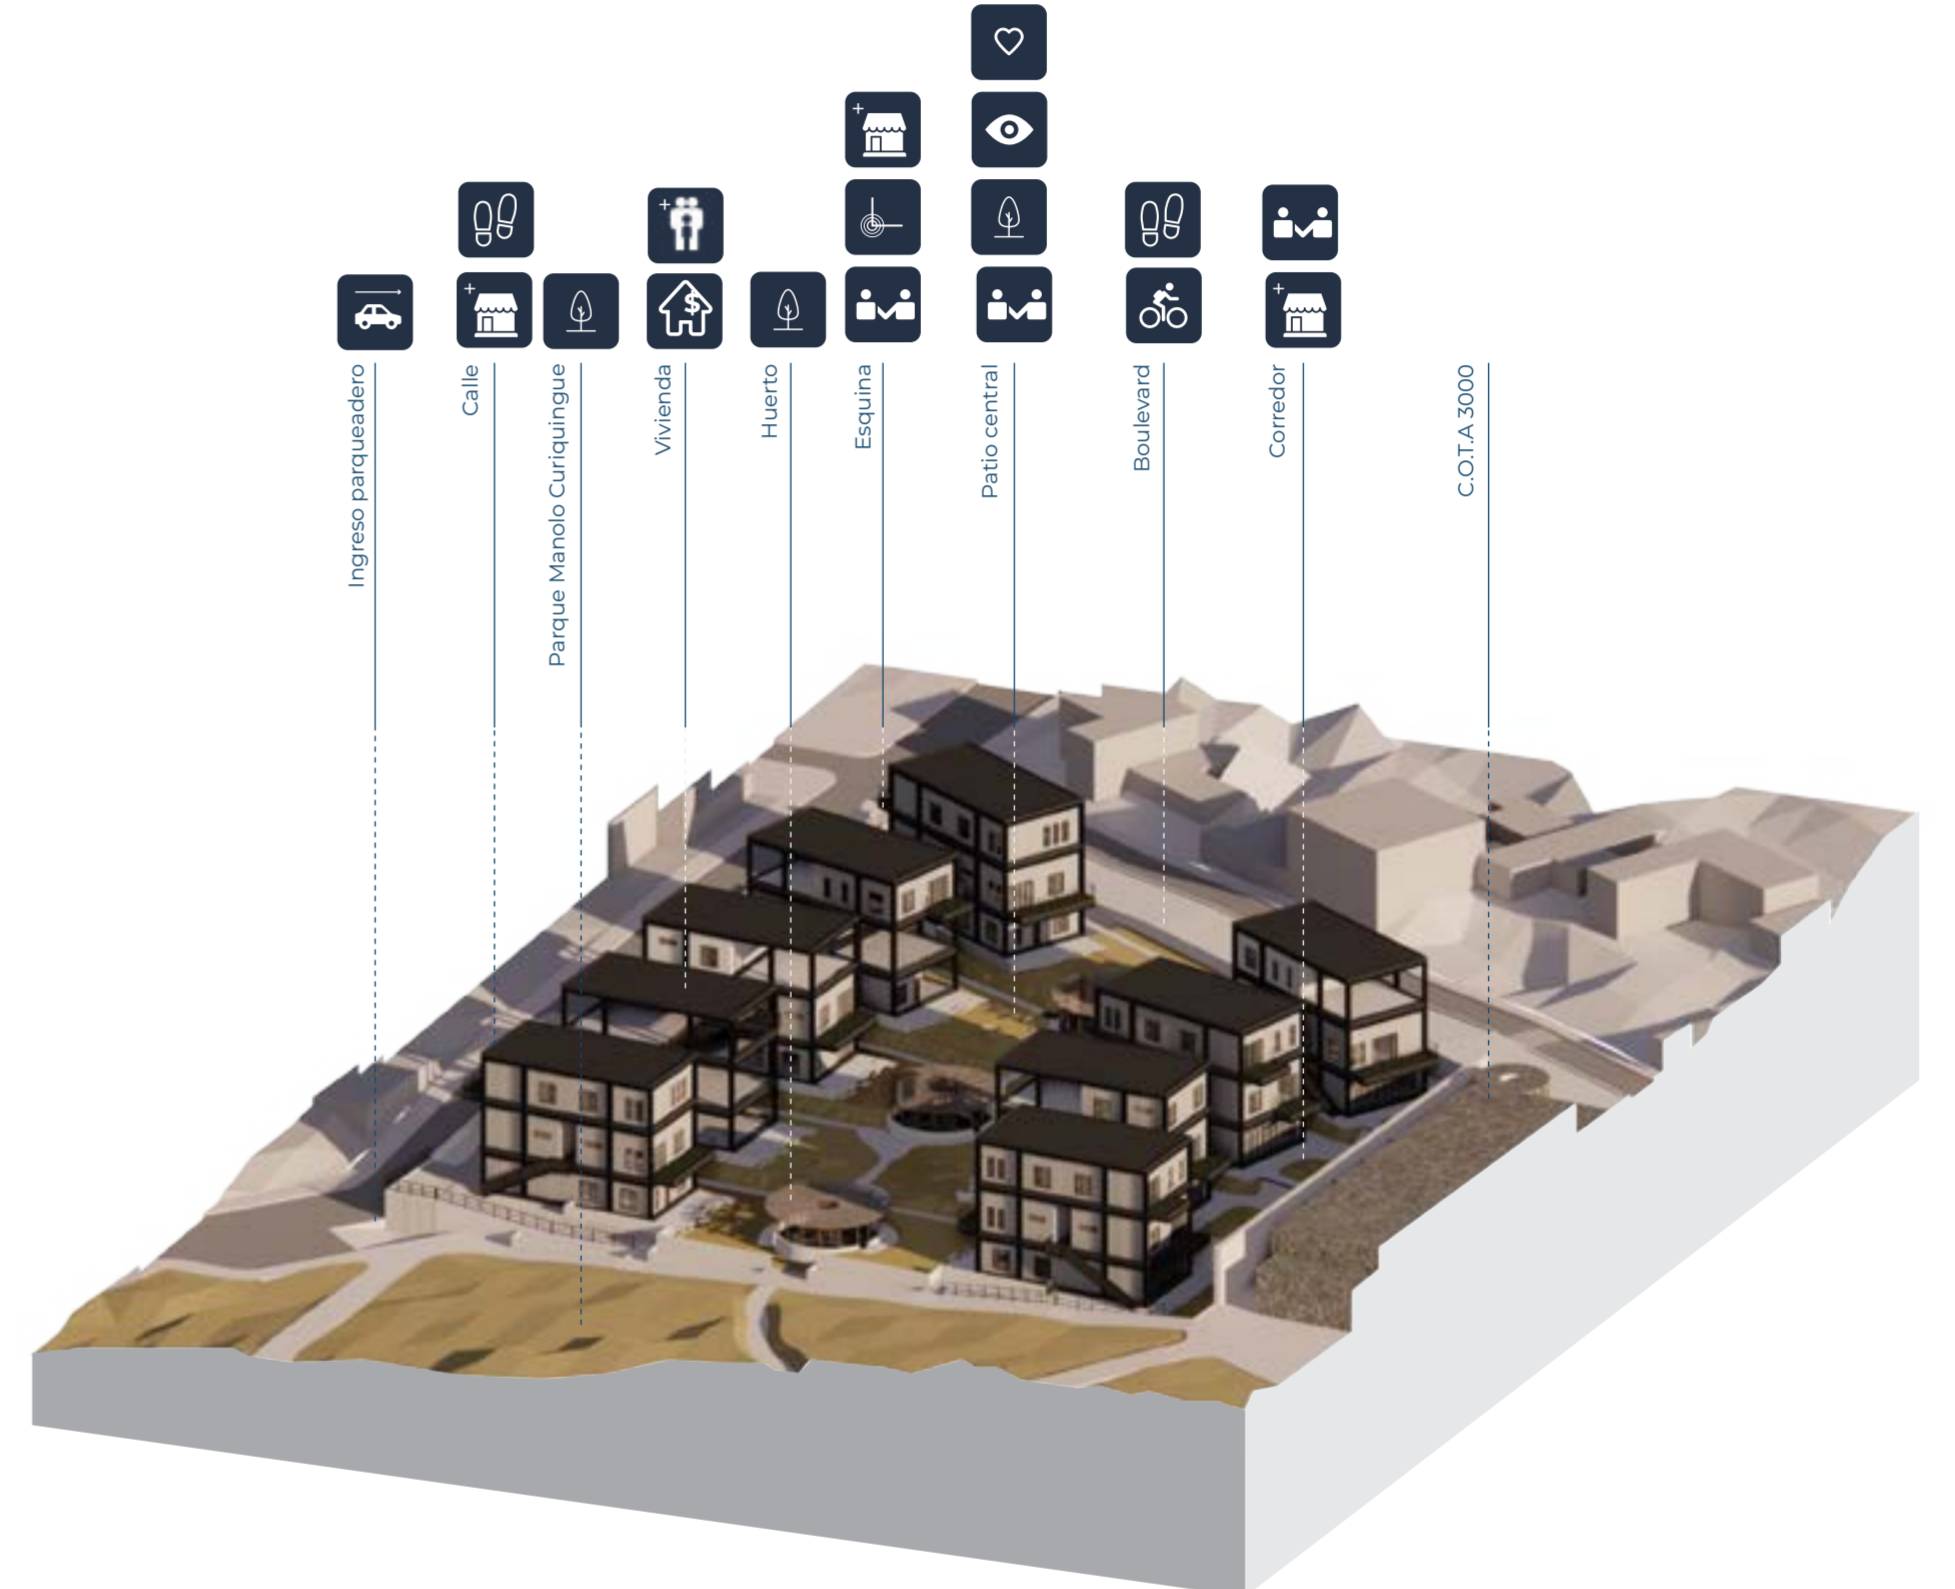 Ingreso parqueadero
Calle
Parque Manolo Curiquingue
Vivienda
Huerto
Esquina
Patio central
Boulevard
Corredor
C.O.T.A 3000